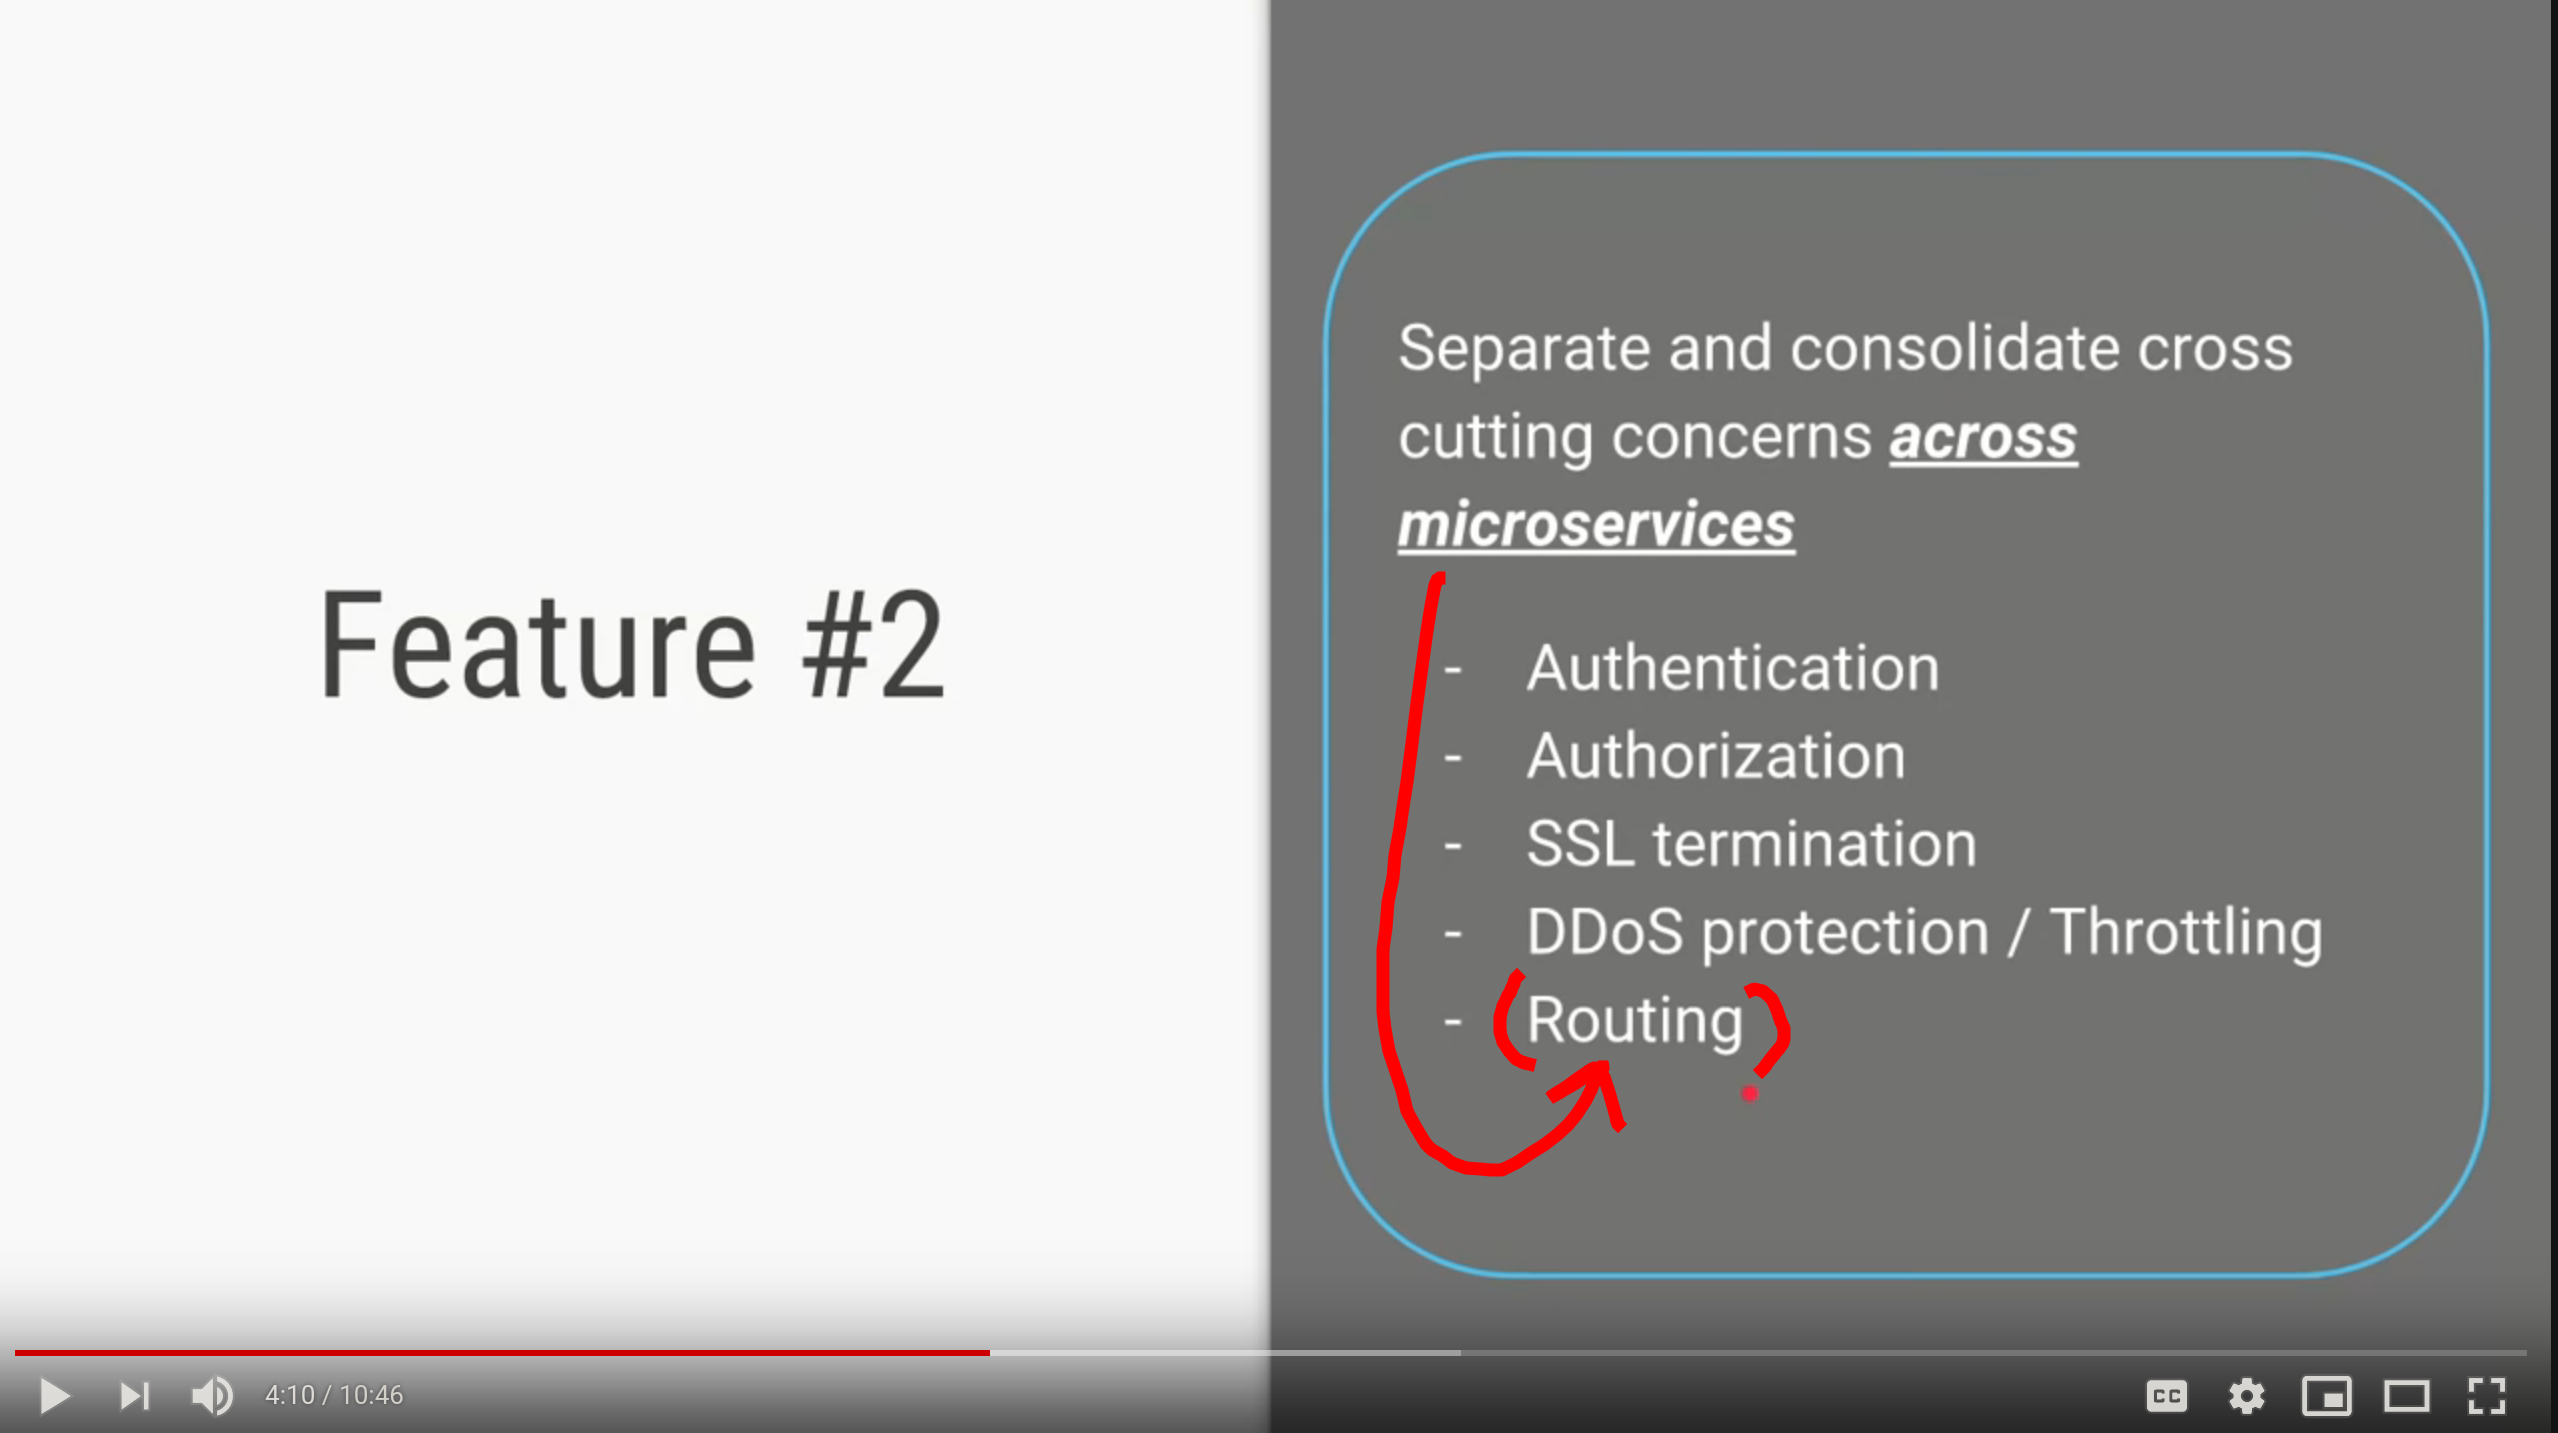 Feature #2
Separate and consolidate cross
cutting concerns across
microservices
- Authentication
- Authorization
- SSL termination
- DDoS protection / Throttling
- Routing
4:10 / 10:46
CC